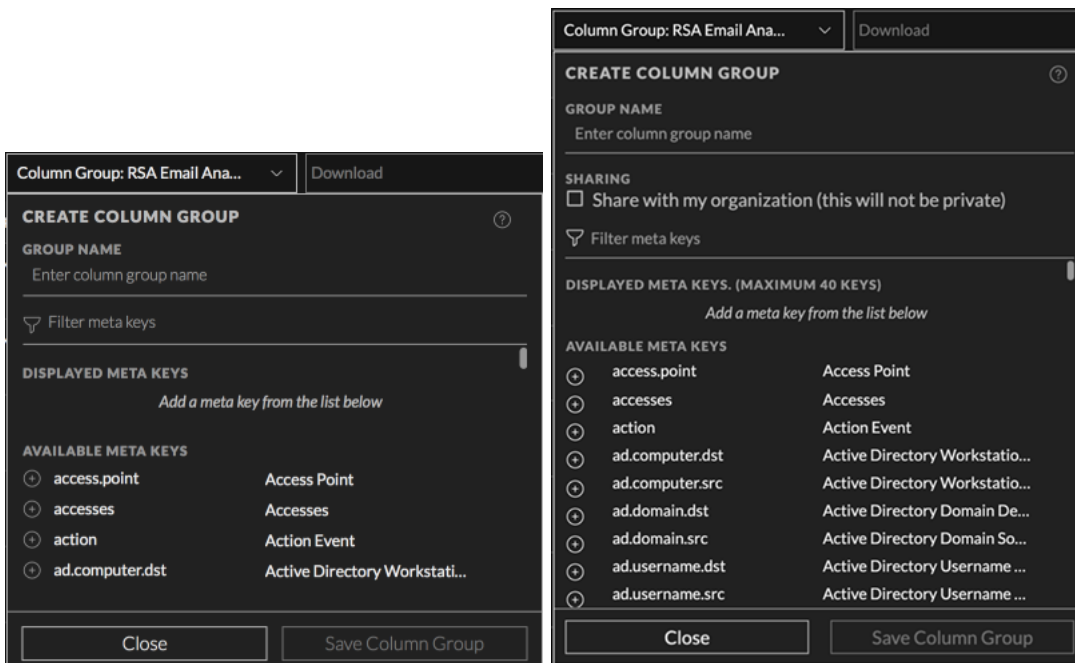 Column Group: RSA Email Ana...
Download
CREATE COLUMN GROUP
GROUP NAME
Enter column group name
Filter meta keys
DISPLAYED META KEYS
Add a meta key from the list below
AVAILABLE META KEYS
access.point Access Point
accesses Accesses
action Action Event
ad.computer.dst Active Directory Workstati...
Close
Save Column Group
Column Group: RSA Email Ana...
Download
CREATE COLUMN GROUP
GROUP NAME
Enter column group name
SHARING
Share with my organization (this will not be private)
Filter meta keys
DISPLAYED META KEYS. (MAXIMUM 40 KEYS)
Add a meta key from the list below
AVAILABLE META KEYS
access.point Access Point
accesses Accesses
action Action Event
ad.computer.dst Active Directory Workstatio...
ad.computer.src Active Directory Workstatio...
ad.domain.dst Active Directory Domain De...
ad.domain.src Active Directory Domain So...
ad.username.dst Active Directory Username ...
ad.username.src Active Directory Username ...
Close
Save Column Group